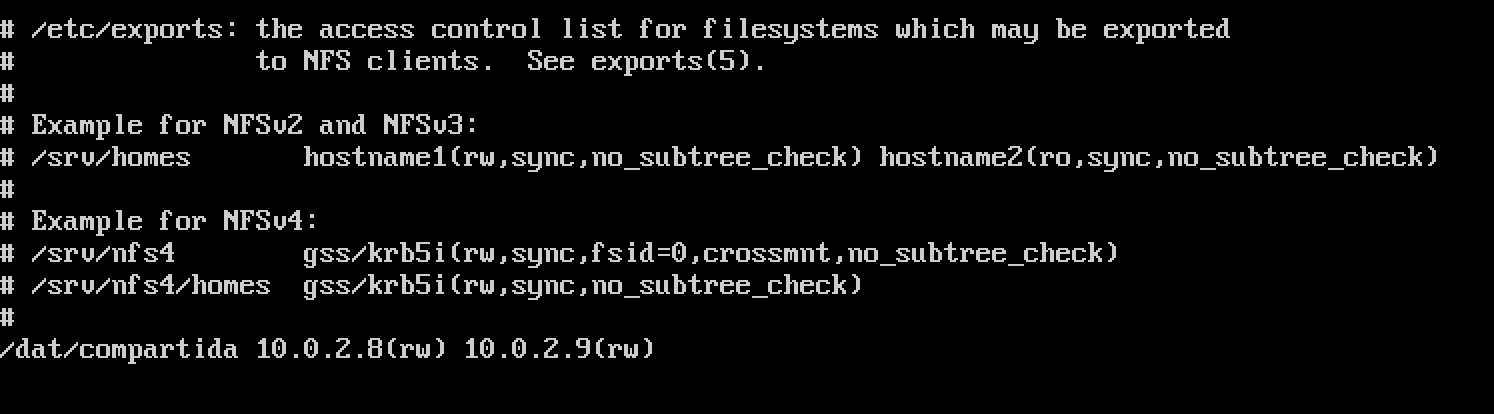 # /etc/exports: the access control list for filesystems which may be exported
#               to NFS clients.  See exports(5).
#
# Example for NFSv2 and NFSv3:
# /srv/homes       hostname1(rw,sync,no_subtree_check) hostname2(ro,sync,no_subtree_check)
#
# Example for NFSv4:
# /srv/nfs4        gss/krb5i(rw,sync,fsid=0,crossmnt,no_subtree_check)
# /srv/nfs4/homes  gss/krb5i(rw,sync,no_subtree_check)
#
/dat/compartida 10.0.2.8(rw) 10.0.2.9(rw)